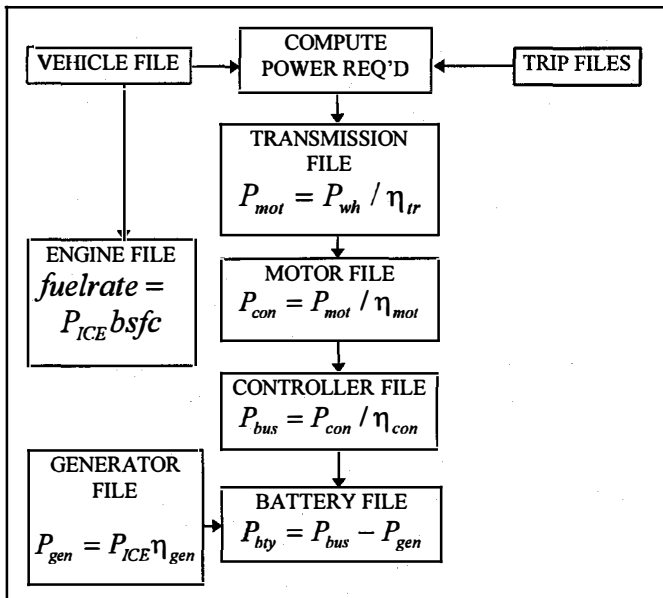 VEHICLE FILE
COMPUTE
POWER REQ'D
TRIP FILES
TRANSMISSION
FILE
P_mot = P_wh / η_tr
ENGINE FILE
fuelrate =
P_ICE bsfc
MOTOR FILE
P_con = P_mot / η_mot
CONTROLLER FILE
P_bus = P_con / η_con
GENERATOR
FILE
P_gen = P_ICE η_gen
BATTERY FILE
P_bty = P_bus − P_gen